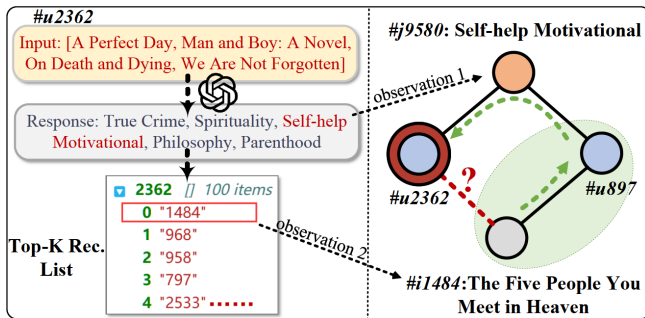 #u2362
Input: [A Perfect Day, Man and Boy: A Novel,
On Death and Dying, We Are Not Forgotten]
Response: True Crime, Spirituality, Self-help
Motivational, Philosophy, Parenthood
Top-K Rec.
List
2362 [] 100 items
0 "1484"
1 "968"
2 "958"
3 "797"
4 "2533" ......
observation 1
observation 2
#j9580: Self-help Motivational
#u2362
?
#u897
#i1484:The Five People You
Meet in Heaven